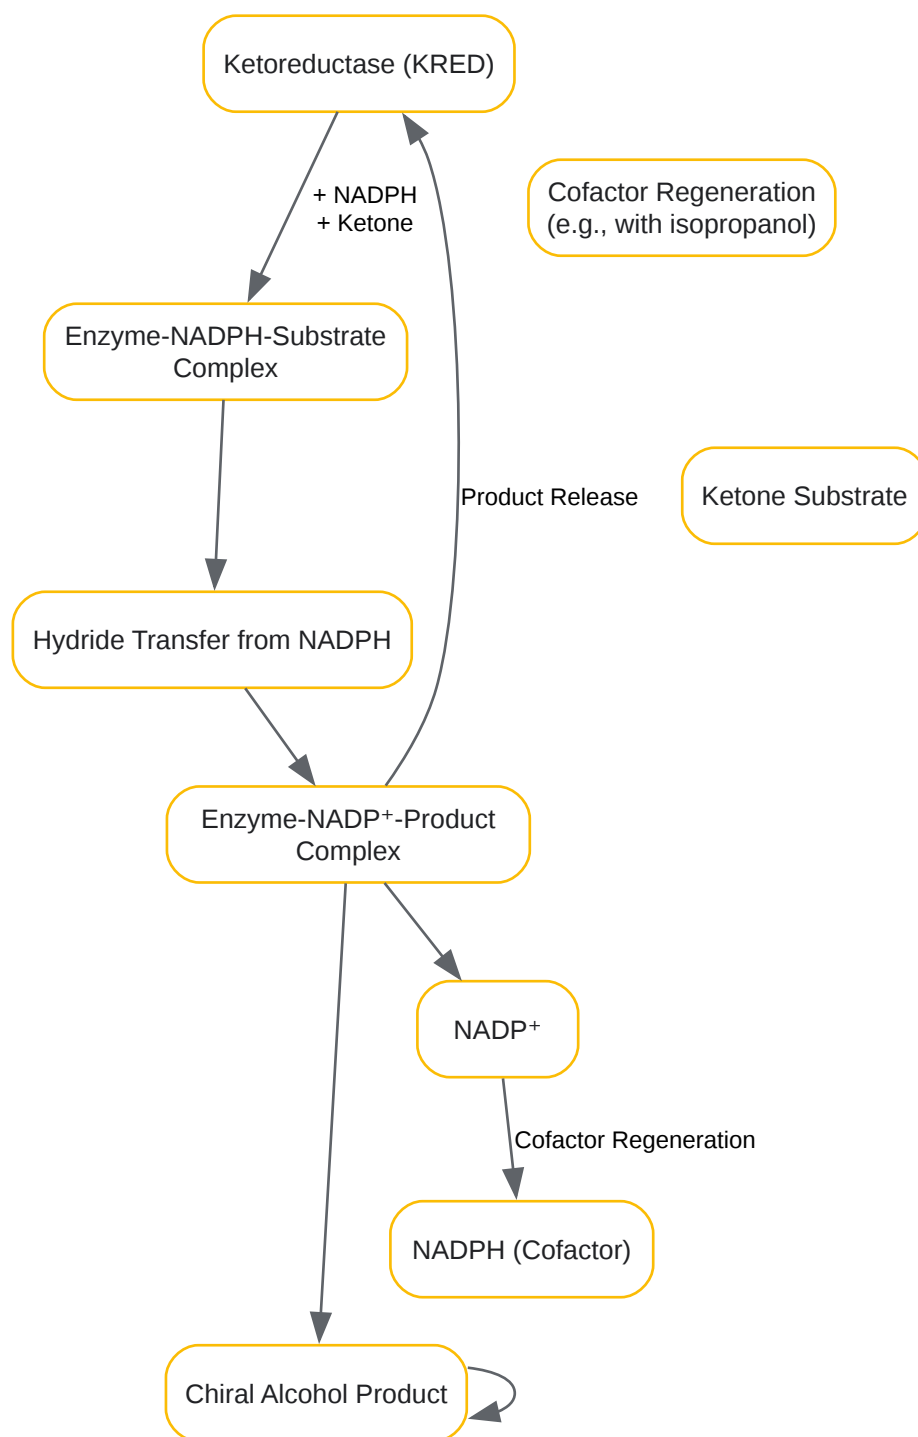 Ketoreductase (KRED)
+ NADPH
+ Ketone
Cofactor Regeneration
(e.g., with isopropanol)
Enzyme-NADPH-Substrate
Complex
Product Release
Ketone Substrate
Hydride Transfer from NADPH
Enzyme-NADP⁺-Product
Complex
NADP⁺
Cofactor Regeneration
NADPH (Cofactor)
Chiral Alcohol Product